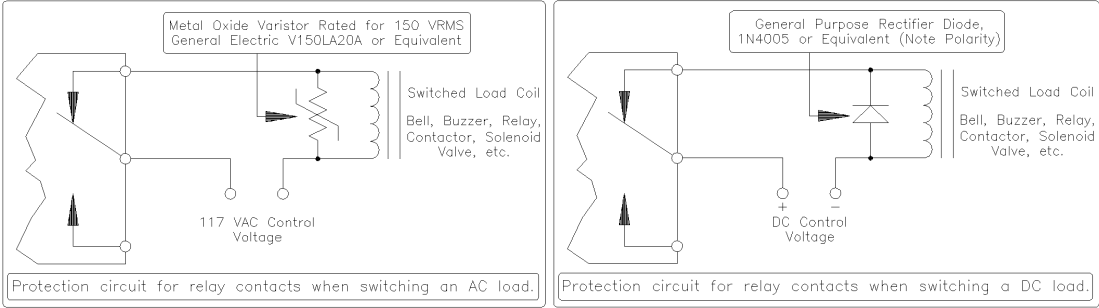 Metal Oxide Varistor Rated for 150 VRMS
General Electric V150LA20A or Equivalent
Switched Load Coil
Bell, Buzzer, Relay,
Contactor, Solenoid
Valve, etc.
117 VAC Control
Voltage
Protection circuit for relay contacts when switching an AC load.
General Purpose Rectifier Diode,
1N4005 or Equivalent (Note Polarity)
Switched Load Coil
Bell, Buzzer, Relay,
Contactor, Solenoid
Valve, etc.
+ −
DC Control
Voltage
Protection circuit for relay contacts when switching a DC load.